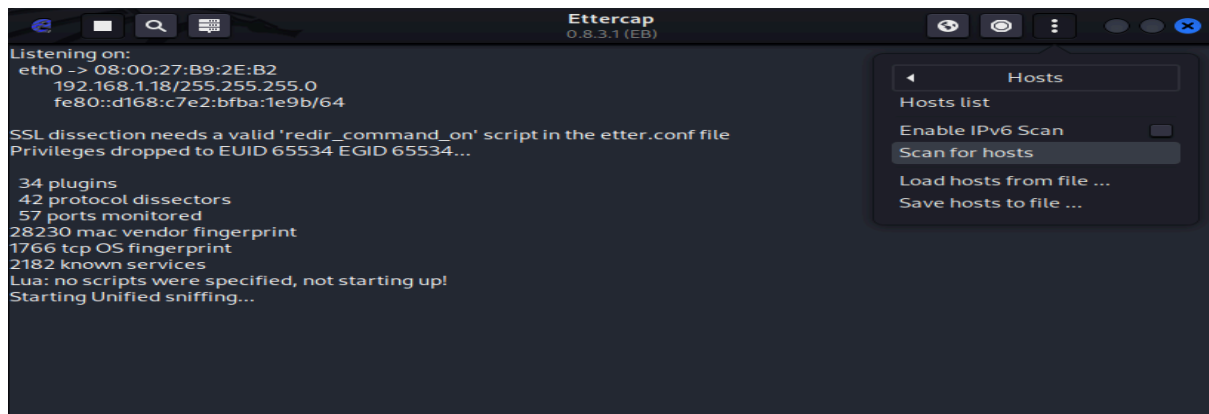 Ettercap
0.8.3.1 (EB)
Listening on:
eth0 -> 08:00:27:B9:2E:B2
192.168.1.18/255.255.255.0
fe80::d168:c7e2:bfba:1e9b/64
SSL dissection needs a valid 'redir_command_on' script in the etter.conf file
Privileges dropped to EUID 65534 EGID 65534...
34 plugins
42 protocol dissectors
57 ports monitored
28230 mac vendor fingerprint
1766 tcp OS fingerprint
2182 known services
Lua: no scripts were specified, not starting up!
Starting Unified sniffing...
Hosts
Hosts list
Enable IPv6 Scan
Scan for hosts
Load hosts from file ...
Save hosts to file ...